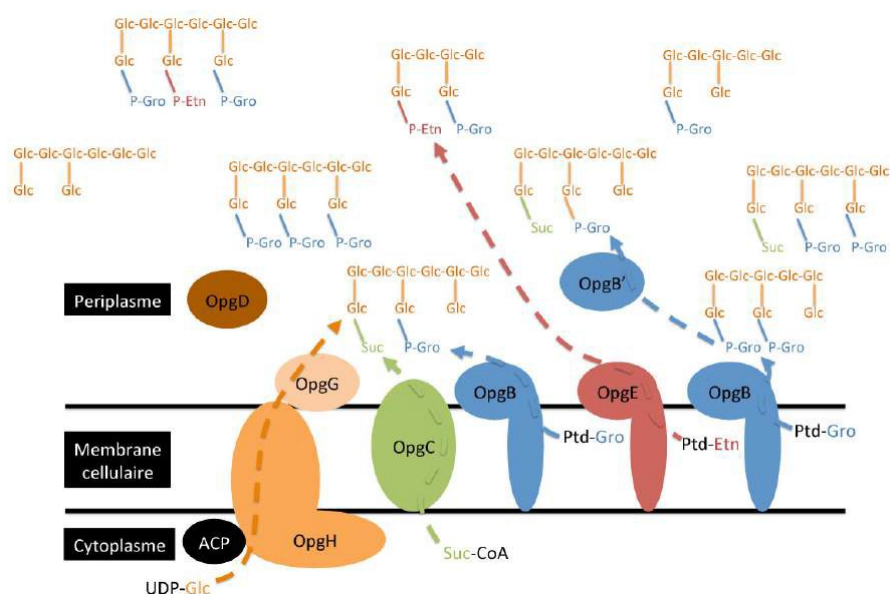 Glc-Glc-Glc-Glc-Glc-Glc
Glc Glc Glc
P-Gro P-Etn P-Gro
Glc-Glc-Glc-Glc-Glc
Glc Glc
P-Etn P-Gro
Glc-Glc-Glc-Glc-Glc
Glc Glc
P-Gro
Glc-Glc-Glc-Glc-Glc-Glc
Glc Glc
Glc-Glc-Glc-Glc-Glc-Glc
Glc Glc Glc
P-Gro P-Gro P-Gro
Glc-Glc-Glc-Glc-Glc-Glc
Glc Glc Glc
Suc P-Gro
Glc-Glc-Glc-Glc-Glc-Glc
Glc Glc Glc
Suc P-Gro P-Gro
Periplasme
OpgD
Glc-Glc-Glc-Glc-Glc-Glc
Glc Glc Glc
Suc P-Gro
OpgB'
Glc-Glc-Glc-Glc-Glc
Glc
P-Gro P-Gro
OpgG
OpgB
OpgE
OpgB
Membrane
cellulaire
OpgC
Ptd-Gro
Ptd-Etn
Ptd-Gro
Cytoplasme
ACP
OpgH
Suc-CoA
UDP-Glc